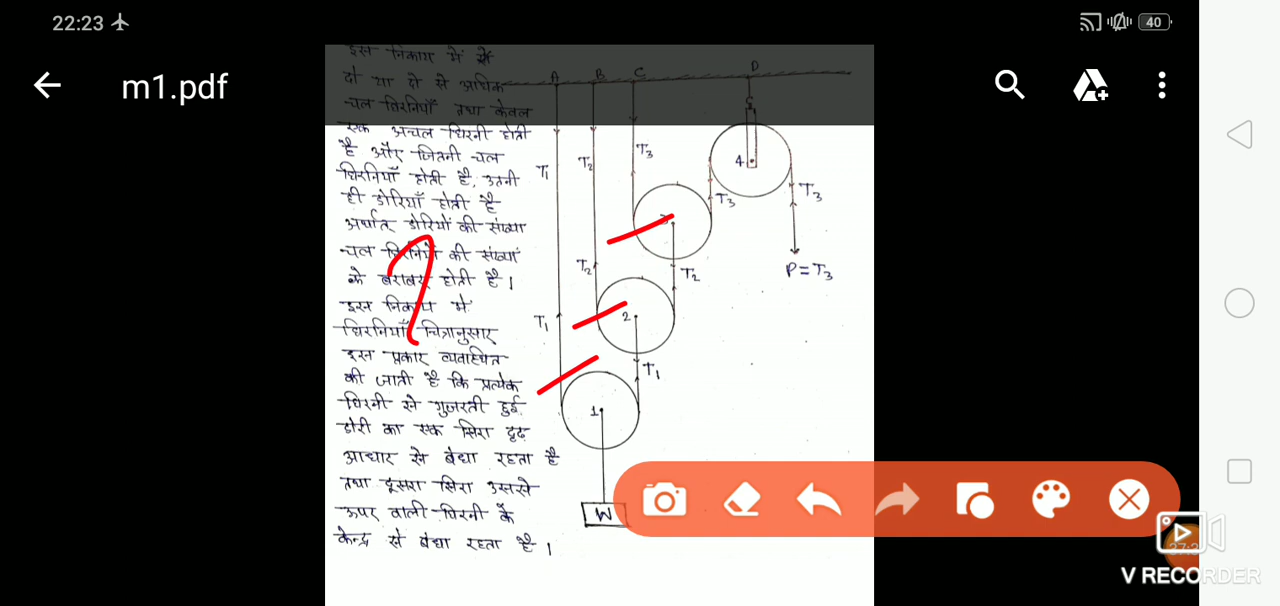 22:23
40
m1.pdf
इस निकाय में से
दो या दो से अधिक
चल घिरनियाँ तथा केवल
एक अचल घिरनी होती
है और जितनी चल
घिरनियाँ होती है, उतनी
ही डोरियाँ होती है
अर्थात् डोरियों की संख्या
चल घिरनियों की संख्या
के बराबर होती है।
इस निकाय में
घिरनियाँ चित्रानुसार
इस प्रकार व्यवस्थित
की जाती है कि प्रत्येक
घिरनी से गुजरती हुई
डोरी का एक सिरा दृढ़
आधार से बंधा रहता है
तथा दूसरा सिरा उससे
ऊपर वाली घिरनी के
केन्द्र से बंधा रहता है।
A B C D
T1 T2 T3
4
T3 T3
P=T3
T2 T2
T1 2
T1
1
W
V RECORDER